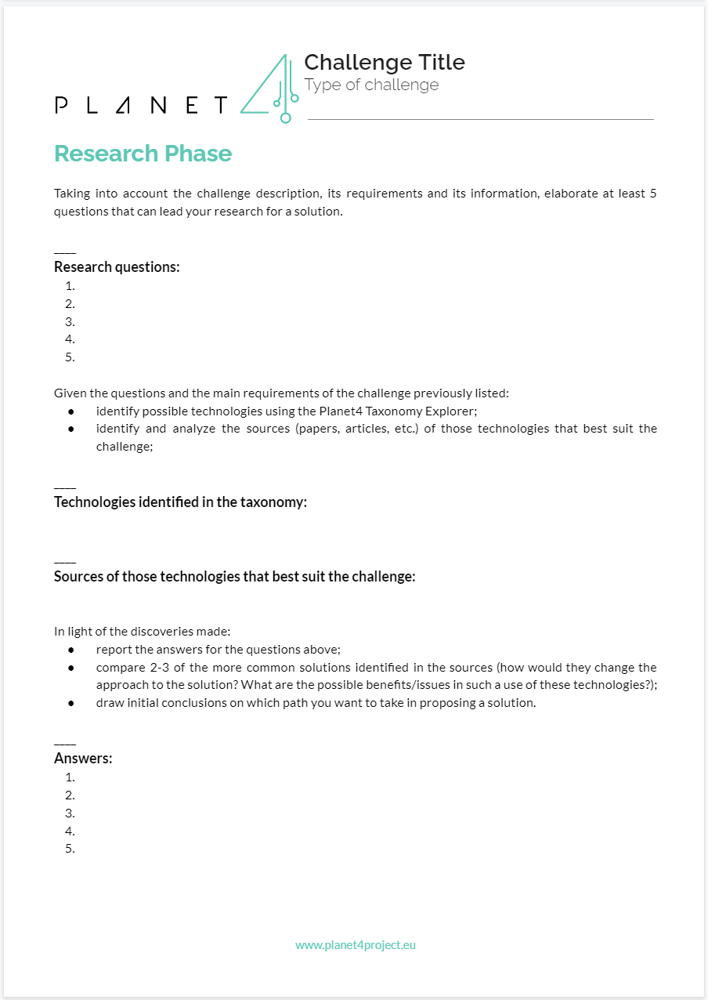 PLANET 4
Challenge Title
Type of challenge
Research Phase
Taking into account the challenge description, its requirements and its information, elaborate at least 5
questions that can lead your research for a solution.
____
Research questions:
1.
2.
3.
4.
5.
Given the questions and the main requirements of the challenge previously listed:
● identify possible technologies using the Planet4 Taxonomy Explorer;
● identify and analyze the sources (papers, articles, etc.) of those technologies that best suit the
challenge;
____
Technologies identified in the taxonomy:
____
Sources of those technologies that best suit the challenge:
In light of the discoveries made:
● report the answers for the questions above;
● compare 2-3 of the more common solutions identified in the sources (how would they change the
approach to the solution? What are the possible benefits/issues in such a use of these technologies?);
● draw initial conclusions on which path you want to take in proposing a solution.
____
Answers:
1.
2.
3.
4.
5.
www.planet4project.eu